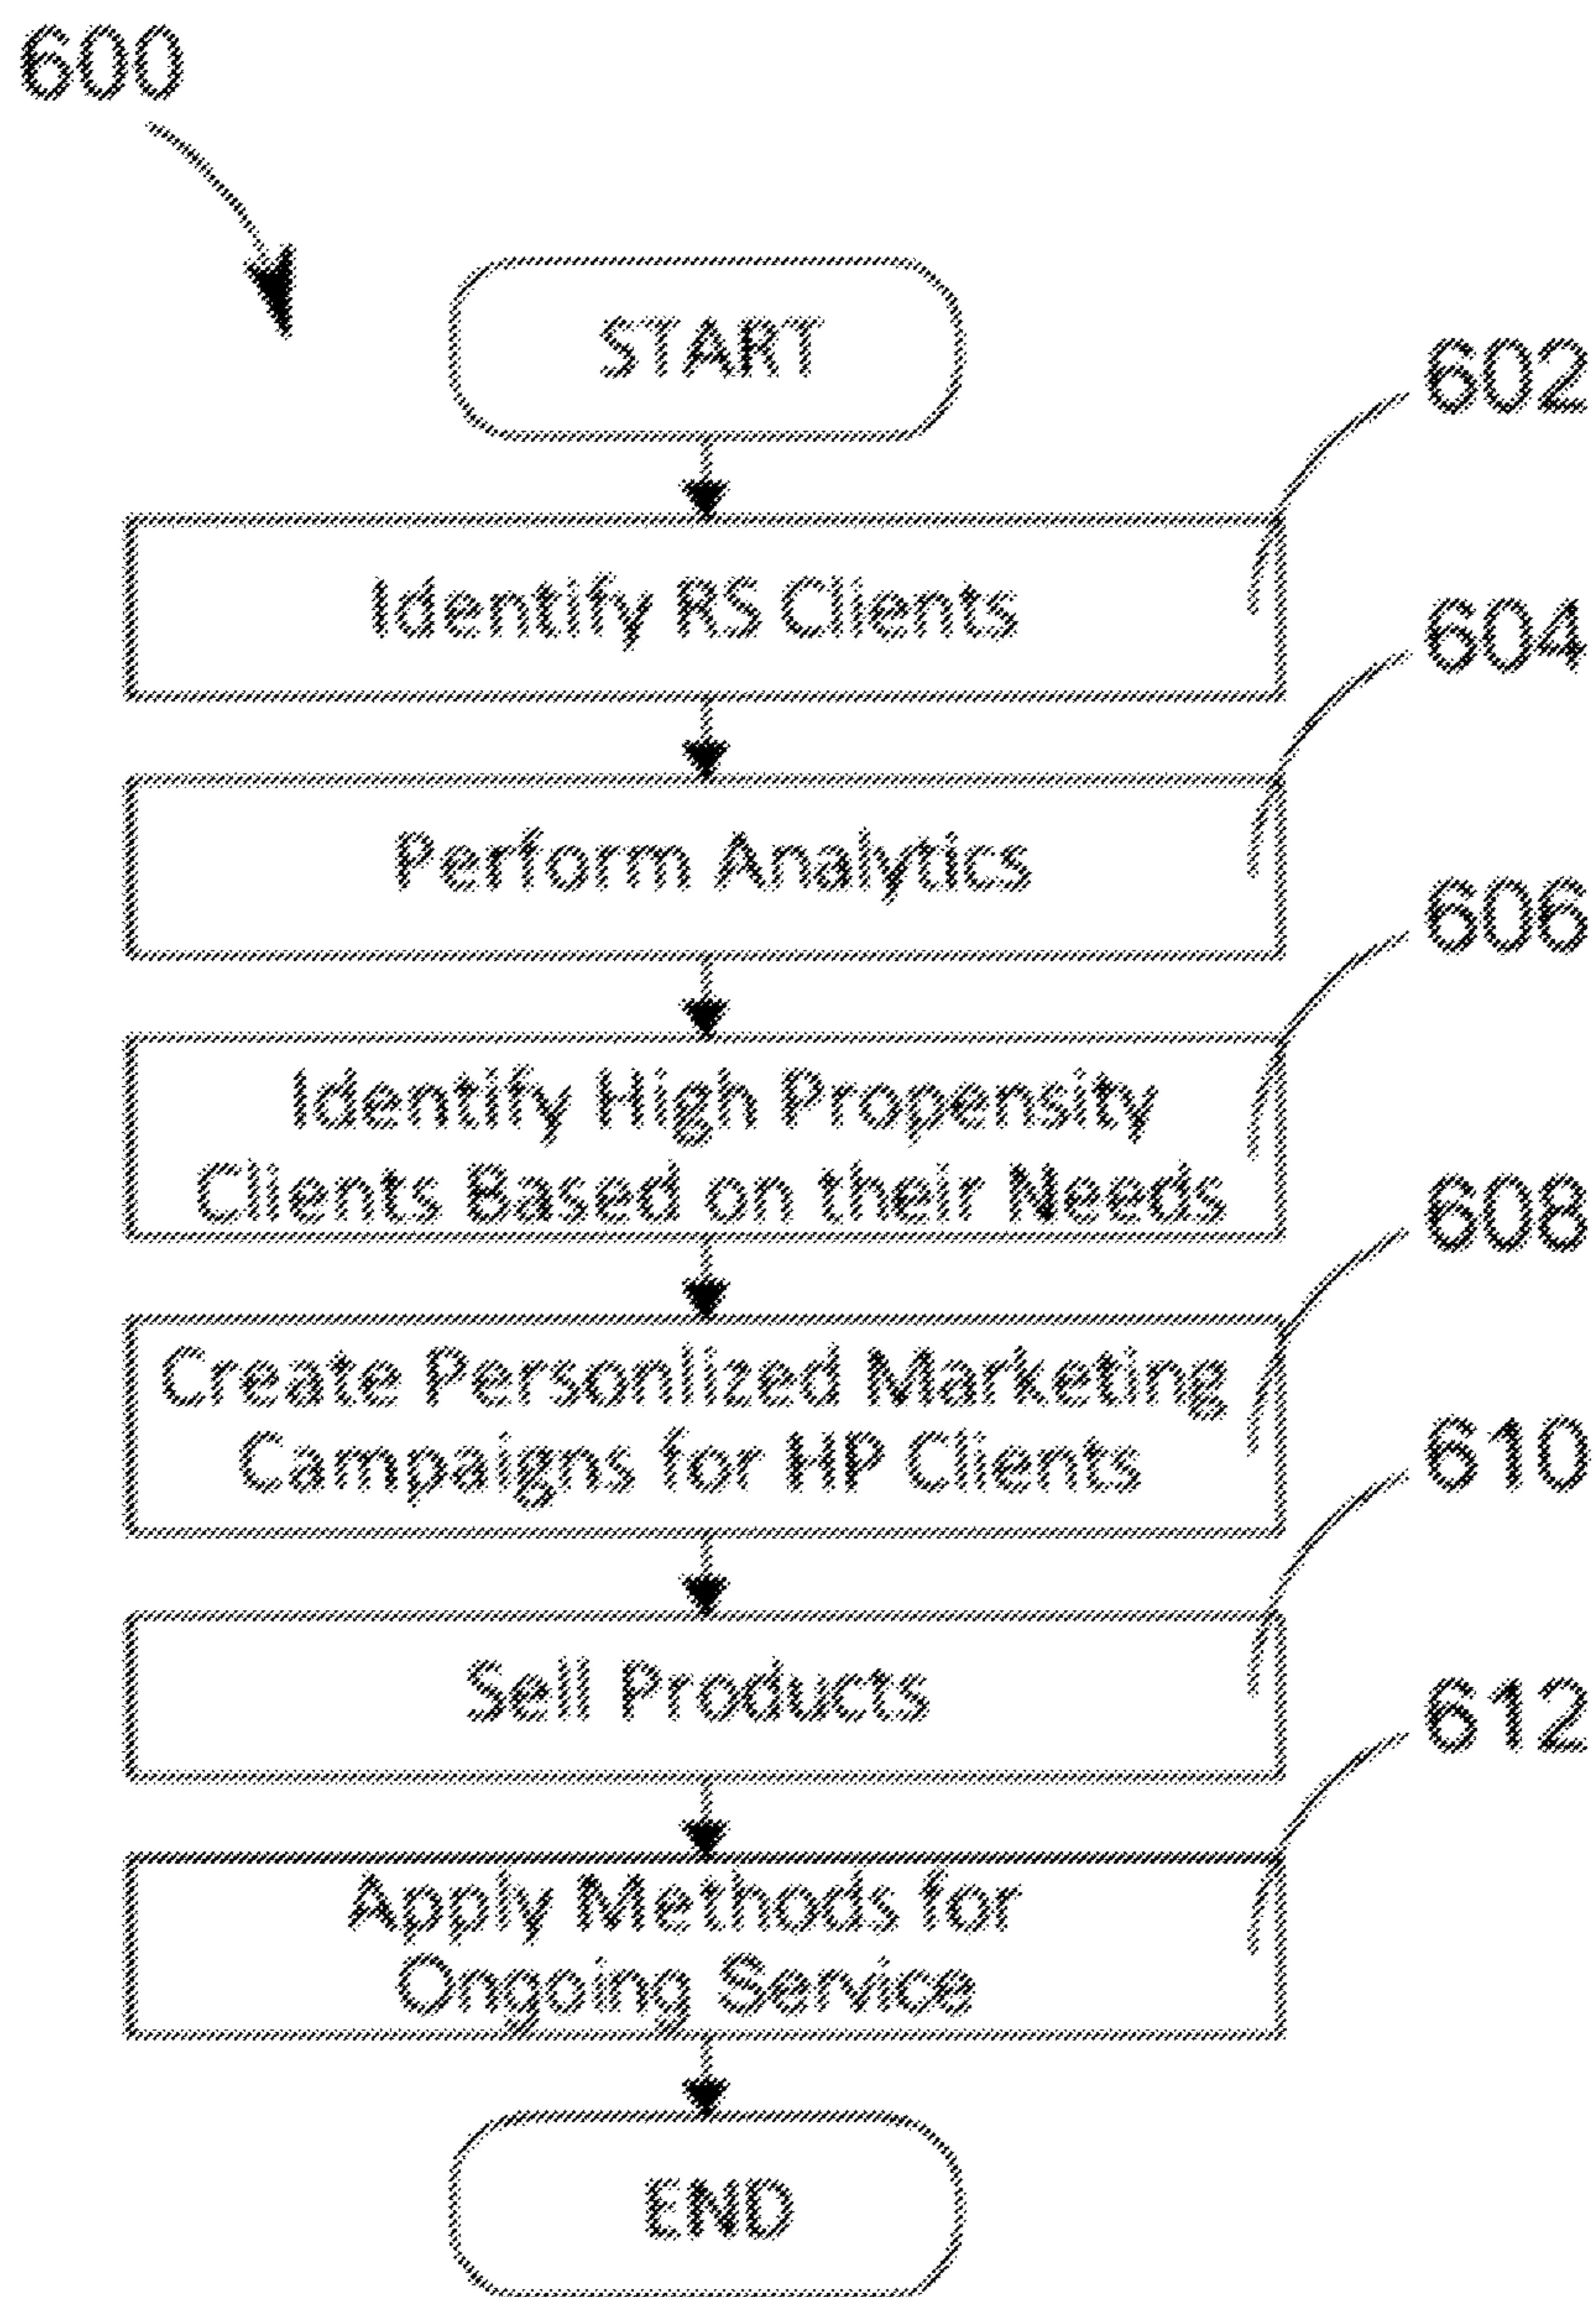 600
START
602
Identify RS Clients
604
Perform Analytics
606
Identify High Propensity
Clients Based on their Needs
608
Create Personlized Marketing
Campaigns for HP Clients
610
Sell Products
612
Apply Methods for
Ongoing Service
END